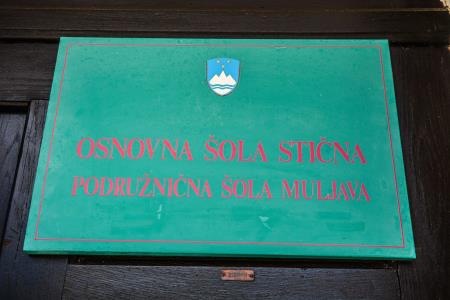 OSNOVNA ŠOLA STIČNA
PODRUŽNIČNA ŠOLA MULJAVA